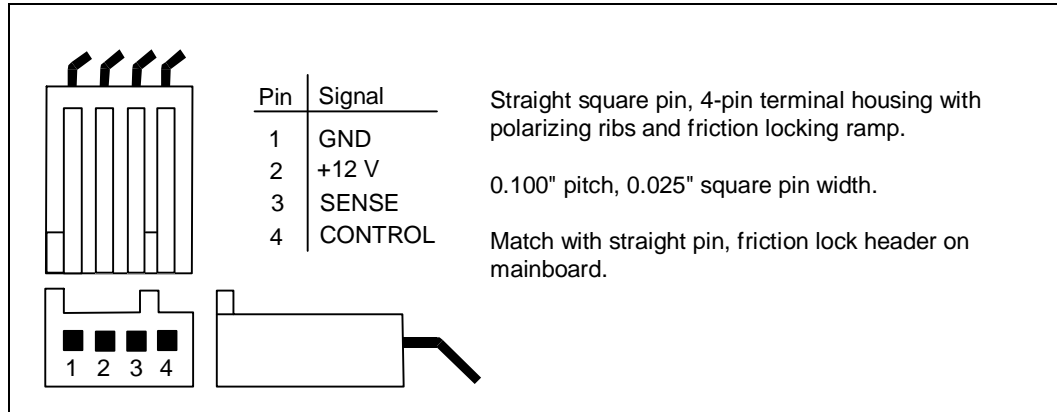 Pin Signal
1 GND
2 +12 V
3 SENSE
4 CONTROL
Straight square pin, 4-pin terminal housing with
polarizing ribs and friction locking ramp.
0.100" pitch, 0.025" square pin width.
Match with straight pin, friction lock header on
mainboard.
1 2 3 4